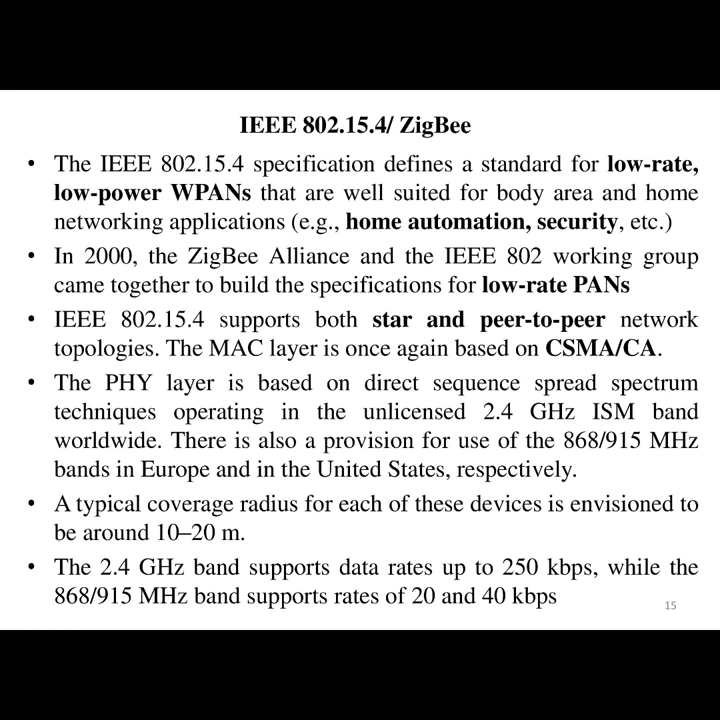 IEEE 802.15.4/ ZigBee
• The IEEE 802.15.4 specification defines a standard for low-rate,
low-power WPANs that are well suited for body area and home
networking applications (e.g., home automation, security, etc.)
• In 2000, the ZigBee Alliance and the IEEE 802 working group
came together to build the specifications for low-rate PANs
• IEEE 802.15.4 supports both star and peer-to-peer network
topologies. The MAC layer is once again based on CSMA/CA.
• The PHY layer is based on direct sequence spread spectrum
techniques operating in the unlicensed 2.4 GHz ISM band
worldwide. There is also a provision for use of the 868/915 MHz
bands in Europe and in the United States, respectively.
• A typical coverage radius for each of these devices is envisioned to
be around 10–20 m.
• The 2.4 GHz band supports data rates up to 250 kbps, while the
868/915 MHz band supports rates of 20 and 40 kbps
15